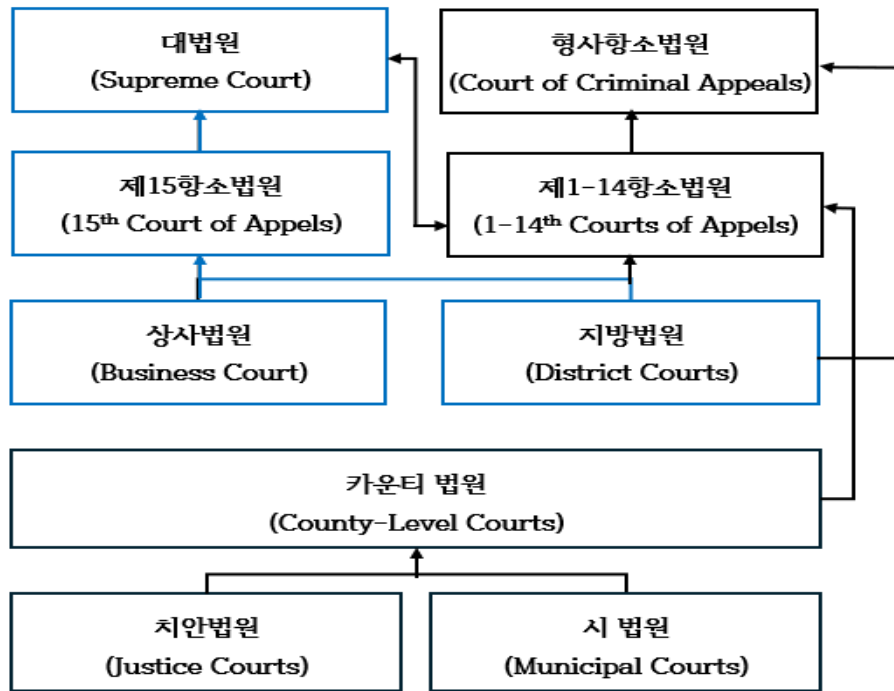 대법원
(Supreme Court)
형사항소법원
(Court of Criminal Appeals)
제15항소법원
(15th Court of Appels)
제1-14항소법원
(1-14th Courts of Appels)
상사법원
(Business Court)
지방법원
(District Courts)
카운티 법원
(County-Level Courts)
치안법원
(Justice Courts)
시 법원
(Municipal Courts)